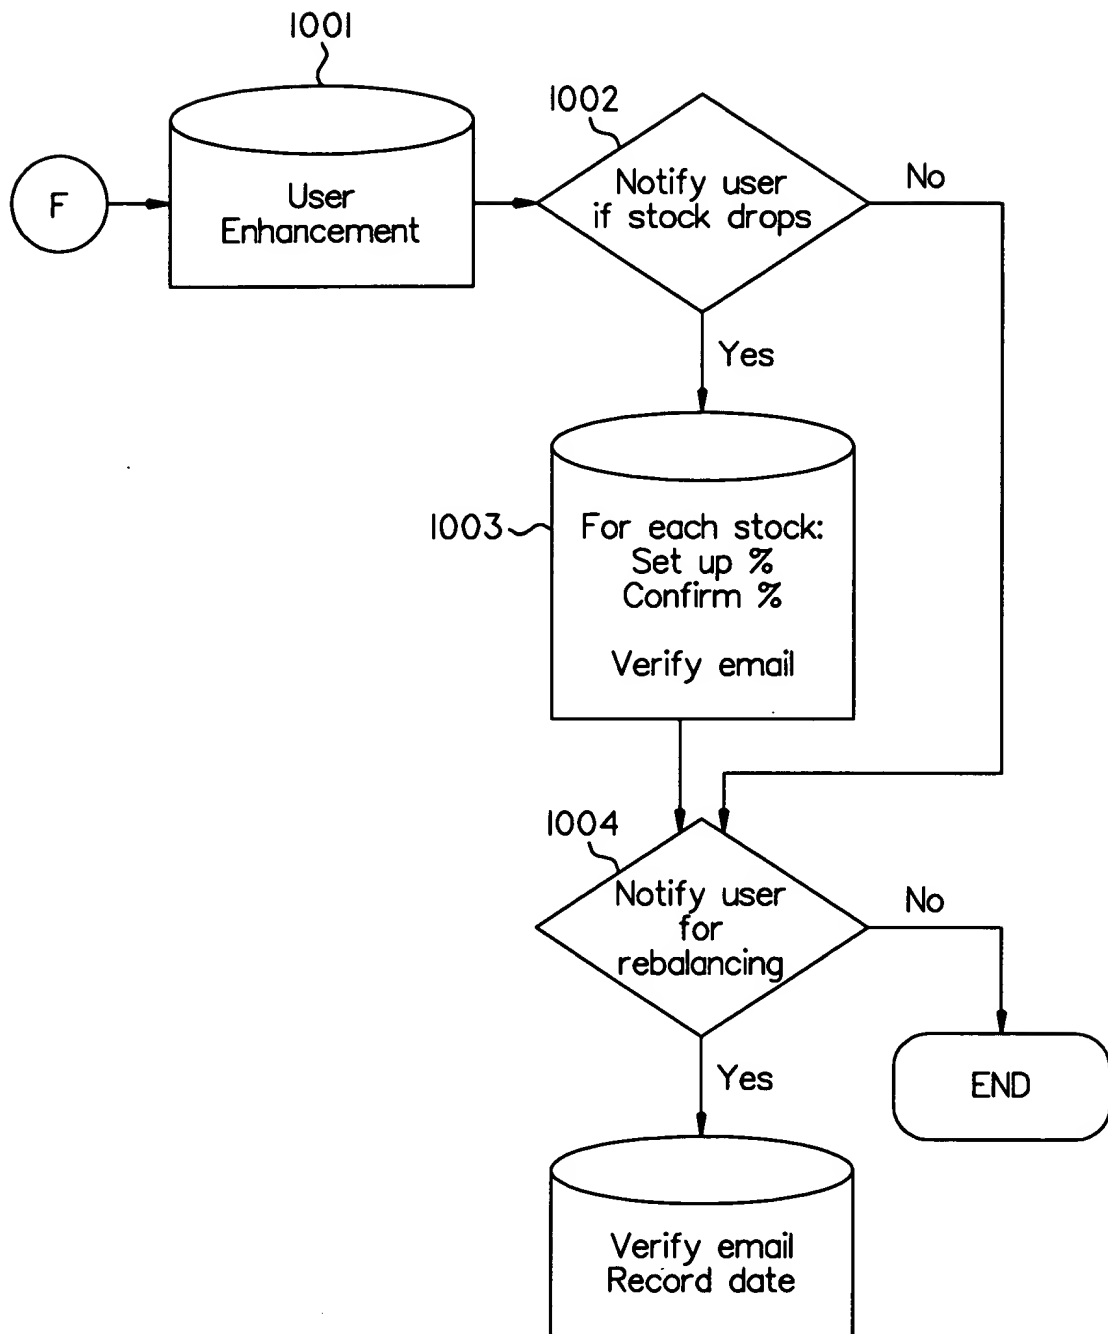 1001
1002
F
User
Enhancement
Notify user
if stock drops
No
Yes
1003
For each stock:
Set up %
Confirm %
Verify email
1004
Notify user
for
rebalancing
No
Yes
END
Verify email
Record date